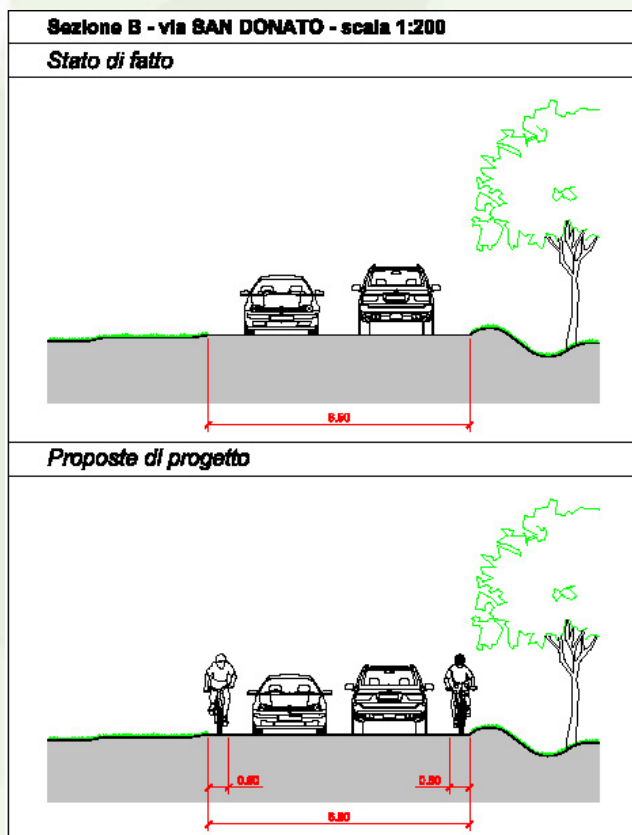 Sezione B - via SAN DONATO - scala 1:200
Stato di fatto
6.50
Proposte di progetto
0.50 0.50
6.50